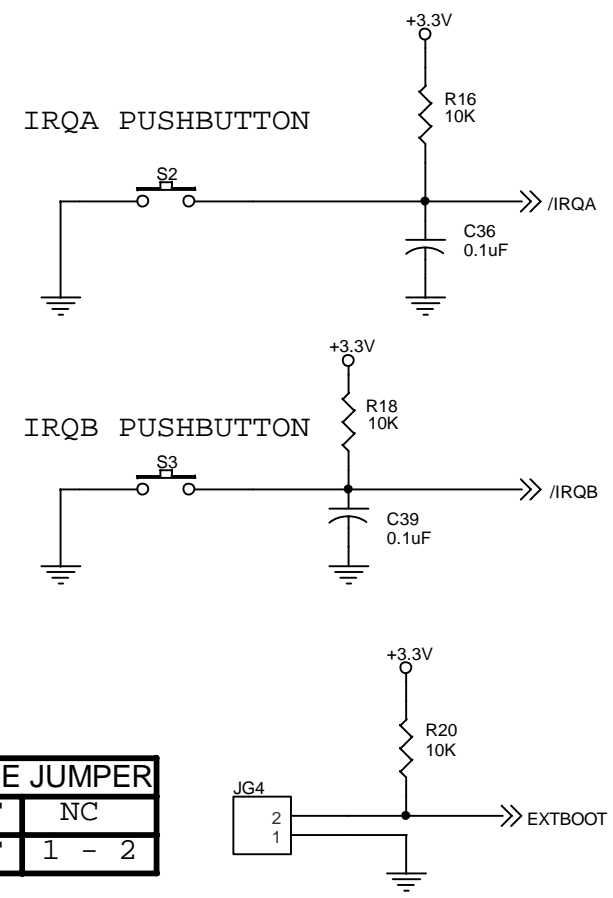 +3.3V
R16
10K
IRQA PUSHBUTTON
S2
/IRQA
C36
0.1uF
+3.3V
R18
10K
IRQB PUSHBUTTON
S3
/IRQB
C39
0.1uF
+3.3V
R20
10K
E JUMPER
NC
1 - 2
JG4
2
1
EXTBOOT